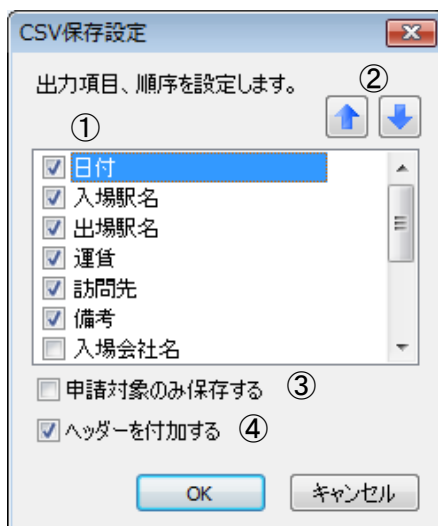 CSV保存設定
出力項目、順序を設定します。
②
①
日付
入場駅名
出場駅名
運賃
訪問先
備考
入場会社名
申請対象のみ保存する ③
ヘッダーを付加する ④
OK キャンセル